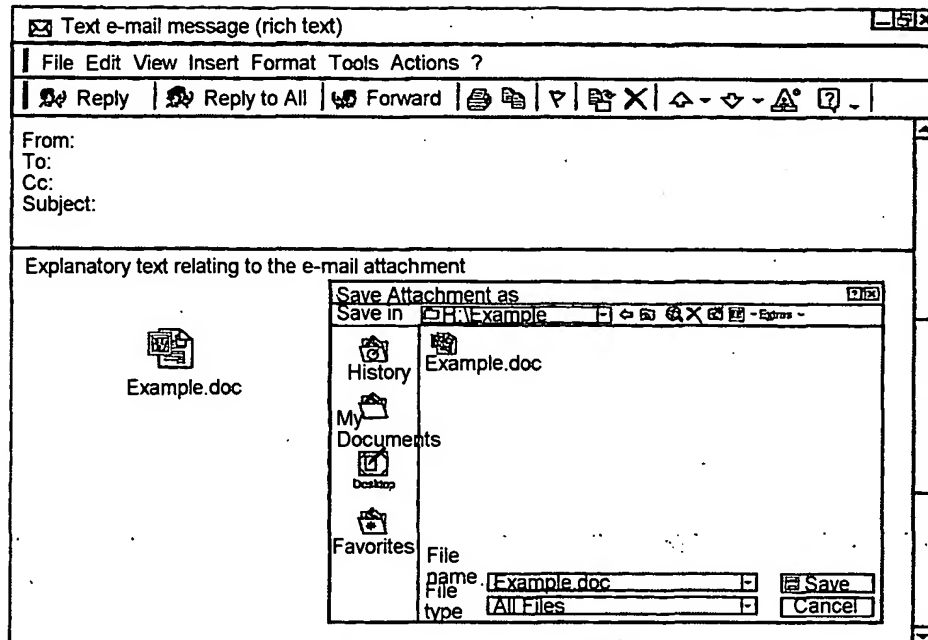 Text e-mail message (rich text)
File Edit View Insert Format Tools Actions ?
Reply Reply to All Forward
From:
To:
Cc:
Subject:
Explanatory text relating to the e-mail attachment
Example.doc
Save Attachment as
Save in H:\Example -Extras -
History
My Documents
Desktop
Favorites
Example.doc
File name. Example.doc Save
File type All Files Cancel